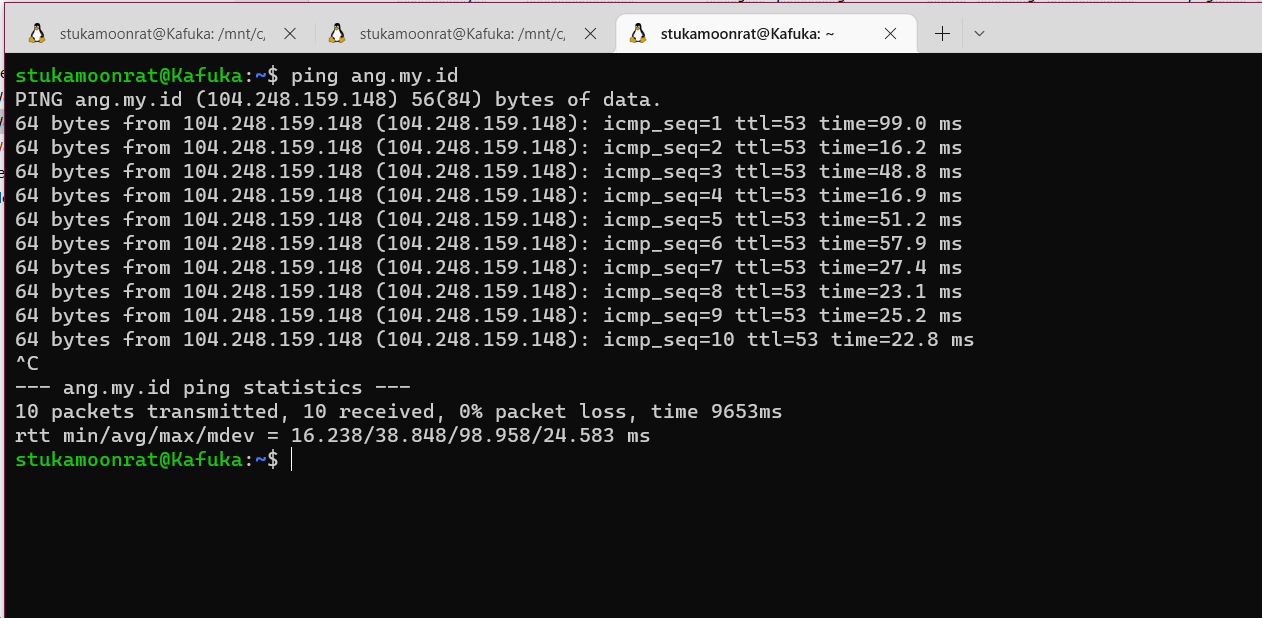 stukamoonrat@Kafuka: /mnt/c, stukamoonrat@Kafuka: /mnt/c, stukamoonrat@Kafuka: ~
stukamoonrat@Kafuka:~$ ping ang.my.id
PING ang.my.id (104.248.159.148) 56(84) bytes of data.
64 bytes from 104.248.159.148 (104.248.159.148): icmp_seq=1 ttl=53 time=99.0 ms
64 bytes from 104.248.159.148 (104.248.159.148): icmp_seq=2 ttl=53 time=16.2 ms
64 bytes from 104.248.159.148 (104.248.159.148): icmp_seq=3 ttl=53 time=48.8 ms
64 bytes from 104.248.159.148 (104.248.159.148): icmp_seq=4 ttl=53 time=16.9 ms
64 bytes from 104.248.159.148 (104.248.159.148): icmp_seq=5 ttl=53 time=51.2 ms
64 bytes from 104.248.159.148 (104.248.159.148): icmp_seq=6 ttl=53 time=57.9 ms
64 bytes from 104.248.159.148 (104.248.159.148): icmp_seq=7 ttl=53 time=27.4 ms
64 bytes from 104.248.159.148 (104.248.159.148): icmp_seq=8 ttl=53 time=23.1 ms
64 bytes from 104.248.159.148 (104.248.159.148): icmp_seq=9 ttl=53 time=25.2 ms
64 bytes from 104.248.159.148 (104.248.159.148): icmp_seq=10 ttl=53 time=22.8 ms
^C
--- ang.my.id ping statistics ---
10 packets transmitted, 10 received, 0% packet loss, time 9653ms
rtt min/avg/max/mdev = 16.238/38.848/98.958/24.583 ms
stukamoonrat@Kafuka:~$